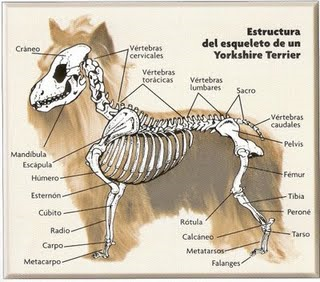 Estructura
del esqueleto de un
Yorkshire Terrier
Cráneo
Vértebras
cervicales
Vértebras
torácicas
Vértebras
lumbares
Sacro
Vértebras
caudales
Pelvis
Mandíbula
Escápula
Húmero
Esternón
Cúbito
Radio
Carpo
Metacarpo
Fémur
Tibia
Peroné
Rótula
Calcáneo
Tarso
Metatarsos
Falanges